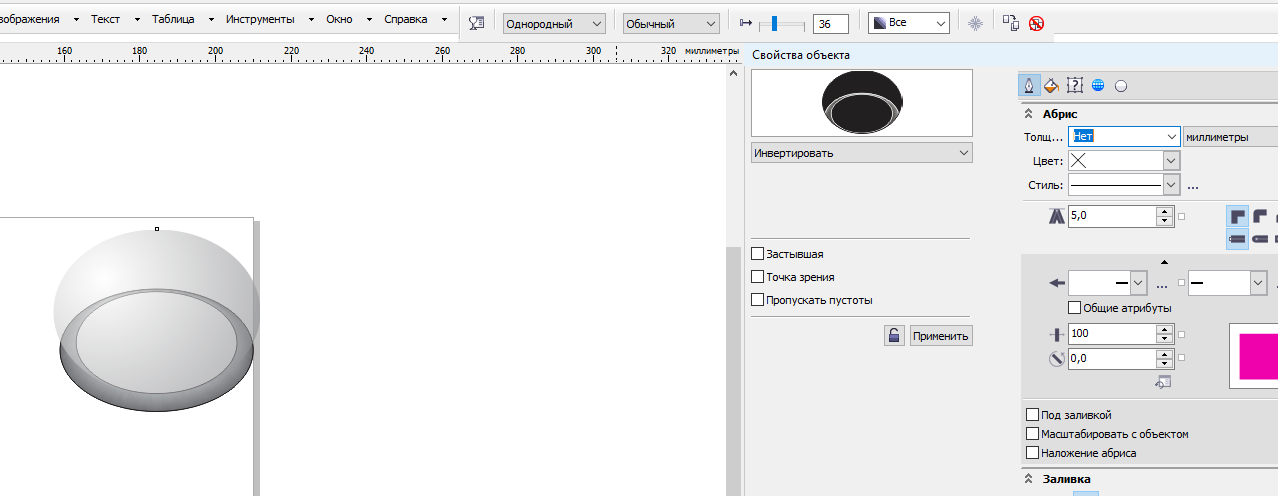 зображения Текст Таблица Инструменты Окно Справка
Однородный Обычный 36 Все
160 180 200 220 240 260 280 300 320 миллиметры
Свойства объекта
Инвертировать
Застывшая
Точка зрения
Пропускать пустоты
Применить
Абрис
Толщ... Нет миллиметры
Цвет:
Стиль: ...
5,0
... ...
Общие атрибуты
100
0,0
Под заливкой
Масштабировать с объектом
Наложение абриса
Заливка